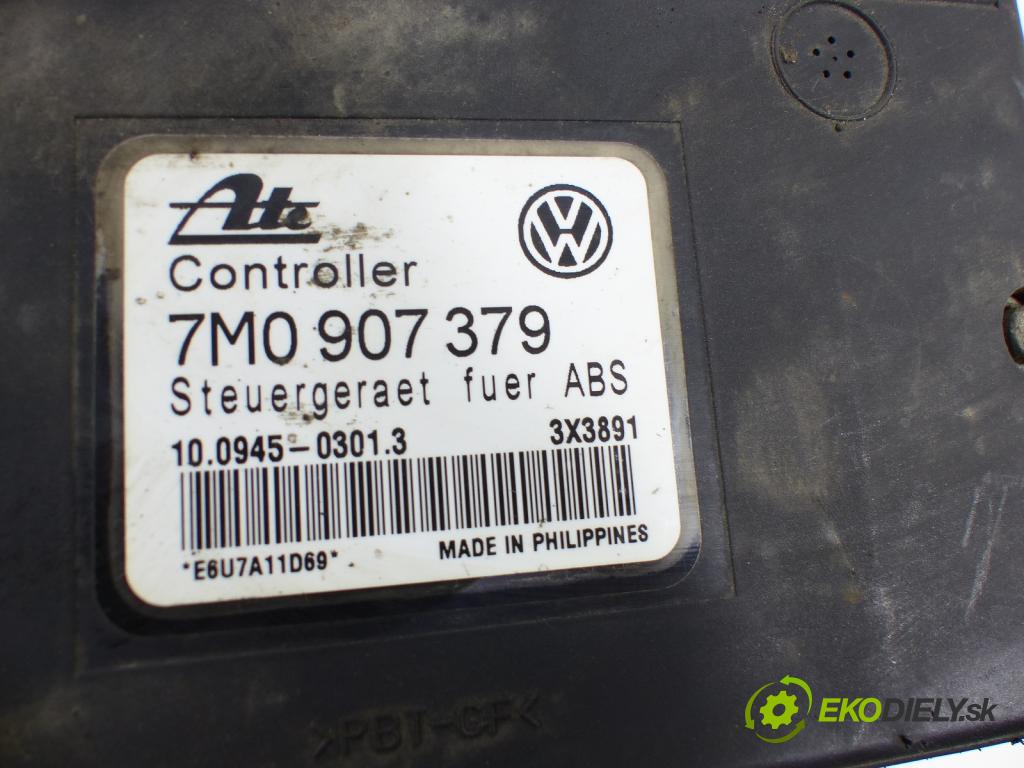 Ate
Controller
7M0 907 379
Steuergeraet fuer ABS
10.0945-0301.3 3X3891
*E6U7A11D69* MADE IN PHILIPPINES
>PBT-GF<
EKODIELY.sk